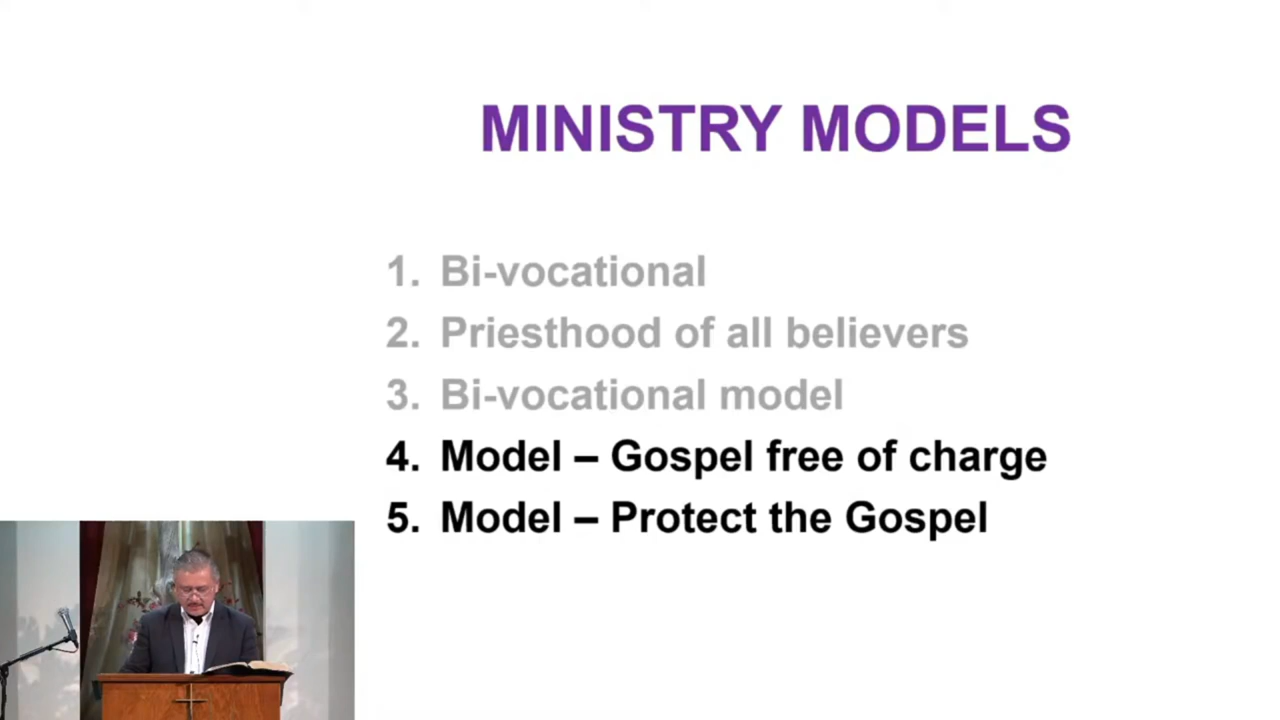 MINISTRY MODELS
1. Bi-vocational
2. Priesthood of all believers
3. Bi-vocational model
4. Model – Gospel free of charge
5. Model – Protect the Gospel